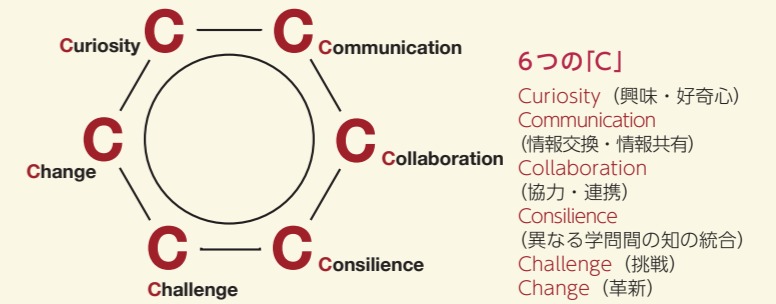 C
C
Curiosity
Communication
C
C
Change
Collaboration
C
C
Challenge
Consilience
6つの「C」
Curiosity（興味・好奇心）
Communication
（情報交換・情報共有）
Collaboration
（協力・連携）
Consilience
（異なる学問間の知の統合）
Challenge（挑戦）
Change（革新）